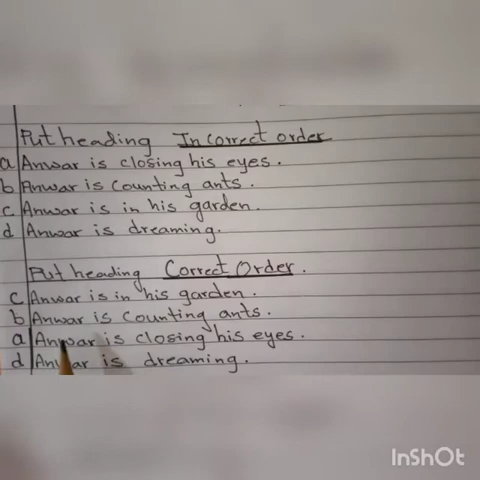 Put heading Incorrect order
a Anwar is closing his eyes.
b Anwar is counting ants.
c Anwar is in his garden.
d Anwar is dreaming.
Put heading Correct Order.
c Anwar is in his garden.
b Anwar is counting ants.
a Anwar is closing his eyes.
d Anwar is dreaming.
InShOt